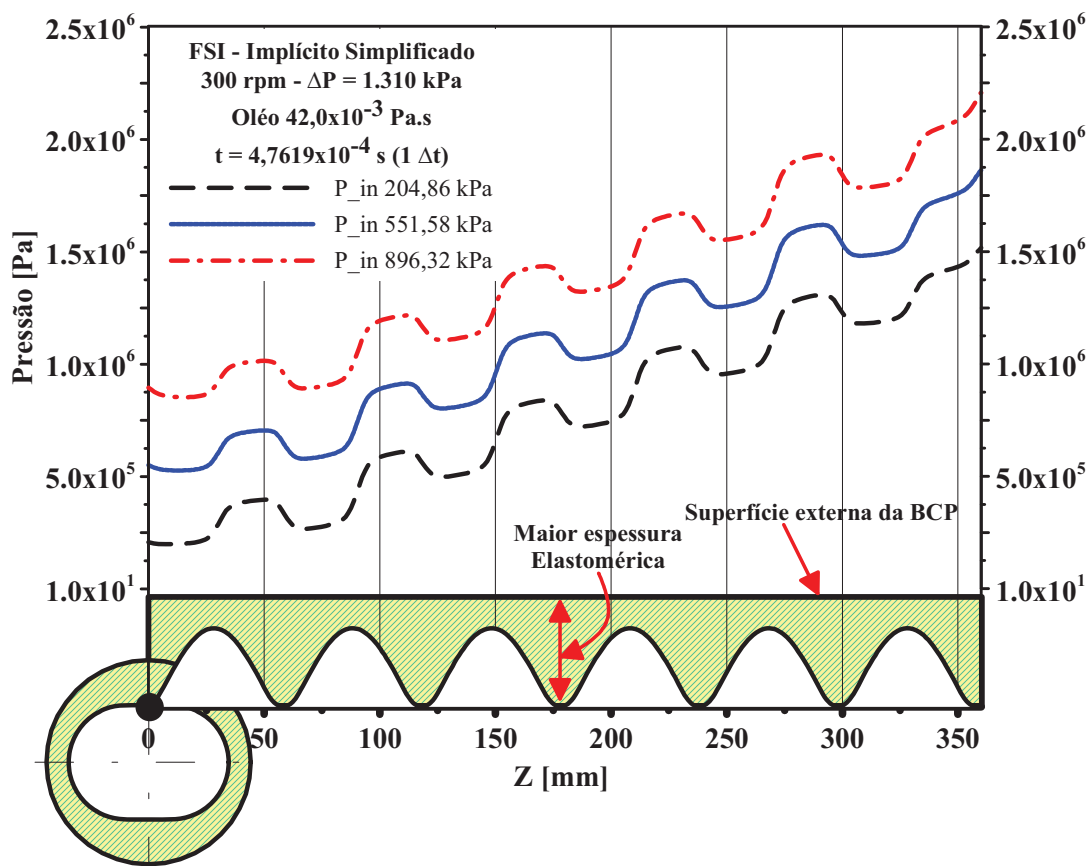 2.5x10⁶
2.0x10⁶
1.5x10⁶
1.0x10⁶
5.0x10⁵
1.0x10¹
Pressão [Pa]
FSI - Implícito Simplificado
300 rpm - ΔP = 1.310 kPa
Oléo 42,0x10⁻³ Pa.s
t = 4,7619x10⁻⁴ s (1 Δt)
P_in 204,86 kPa
P_in 551,58 kPa
P_in 896,32 kPa
2.5x10⁶
2.0x10⁶
1.5x10⁶
1.0x10⁶
5.0x10⁵
1.0x10¹
Maior espessura
Elastomérica
Superfície externa da BCP
0 50 100 150 200 250 300 350
Z [mm]